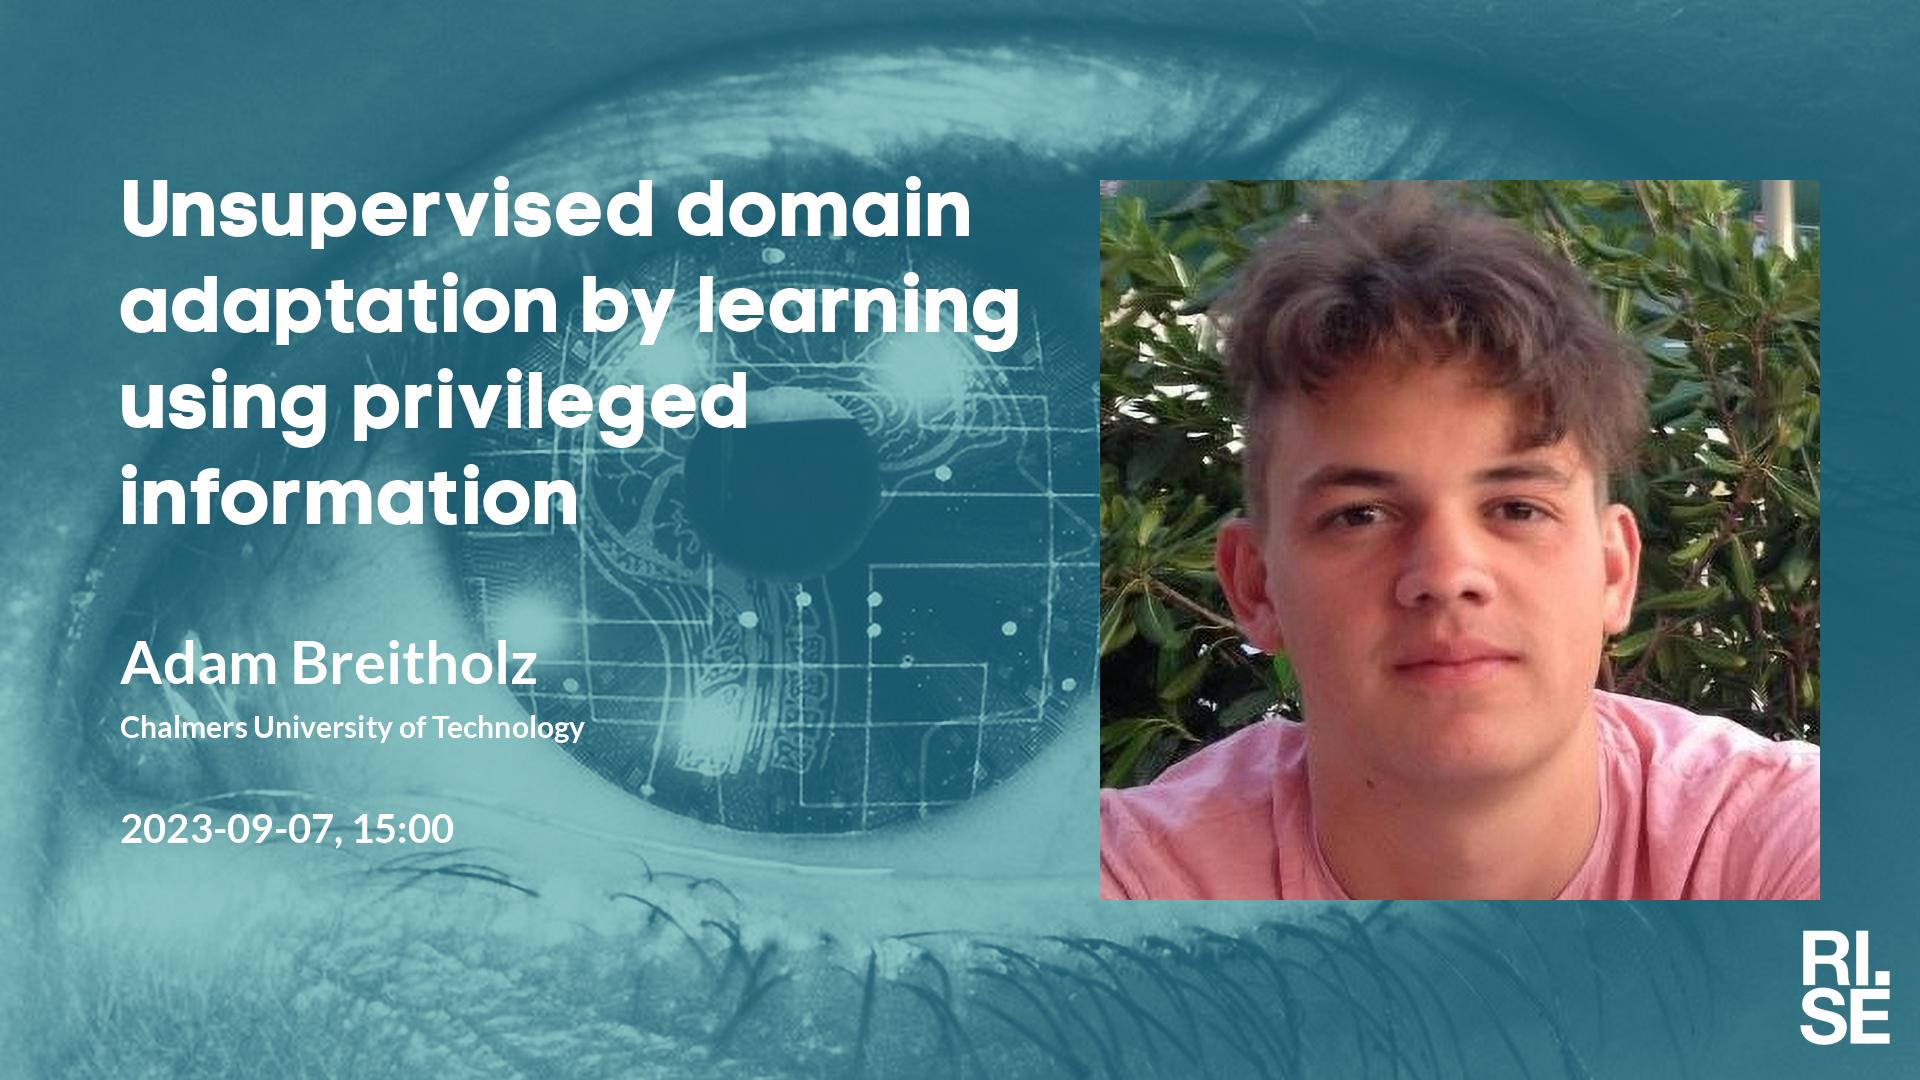 Unsupervised domain
adaptation by learning
using privileged
information
Adam Breitholz
Chalmers University of Technology
2023-09-07, 15:00
RI.
SE